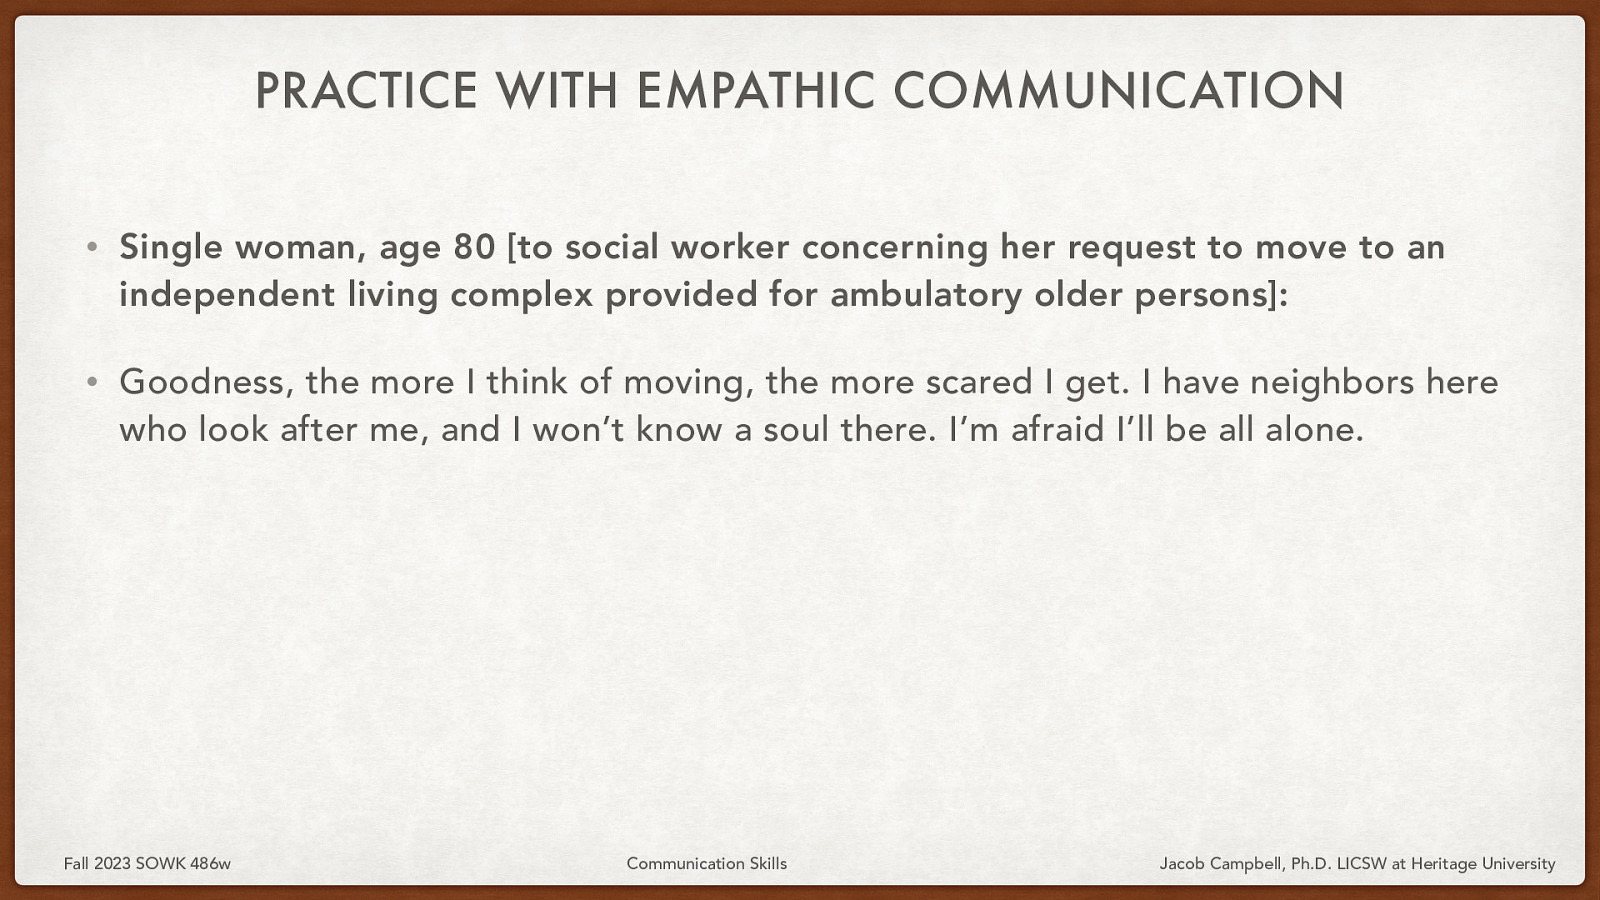 PRACTICE WITH EMPATHIC COMMUNICATION
• Single woman, age 80 [to social worker concerning her request to move to an
independent living complex provided for ambulatory older persons]:
• Goodness, the more I think of moving, the more scared I get. I have neighbors here
who look after me, and I won’t know a soul there. I’m afraid I’ll be all alone.
Fall 2023 SOWK 486w
Communication Skills
Jacob Campbell, Ph.D. LICSW at Heritage University